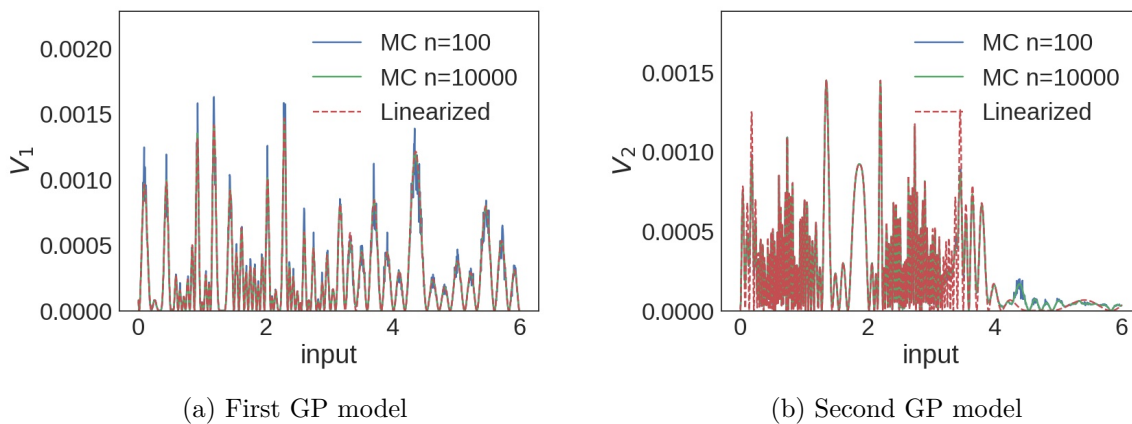 MC n=100
MC n=10000
Linearized
0.0020
0.0015
0.0010
0.0005
0.0000
V1
0 2 4 6
input
(a) First GP model
MC n=100
MC n=10000
Linearized
0.0015
0.0010
0.0005
0.0000
V2
0 2 4 6
input
(b) Second GP model